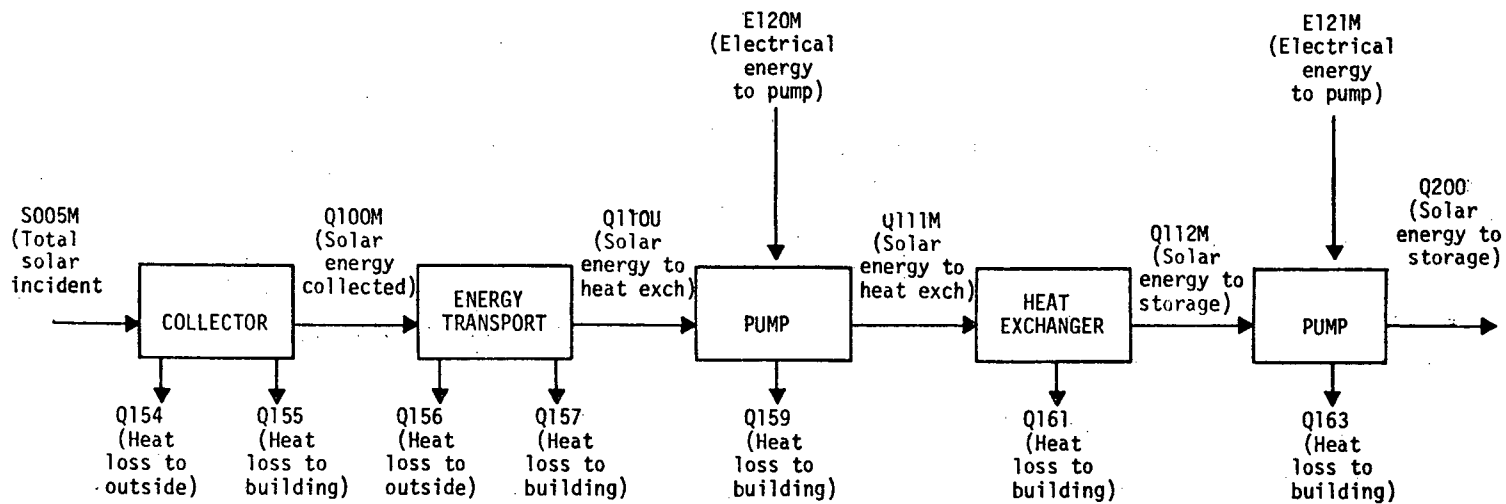 E120M
(Electrical
energy
to pump)
E121M
(Electrical
energy
to pump)
S005M
(Total
solar
incident
Q100M
(Solar
energy
collected)
Q110U
(Solar
energy to
heat exch)
Q111M
(Solar
energy to
heat exch)
Q112M
(Solar
energy to
storage)
Q200
(Solar
energy to
storage)
COLLECTOR
ENERGY
TRANSPORT
PUMP
HEAT
EXCHANGER
PUMP
Q154
(Heat
loss to
outside)
Q155
(Heat
loss to
building)
Q156
(Heat
loss to
outside)
Q157
(Heat
loss to
building)
Q159
(Heat
loss to
building)
Q161
(Heat
loss to
building)
Q163
(Heat
loss to
building)